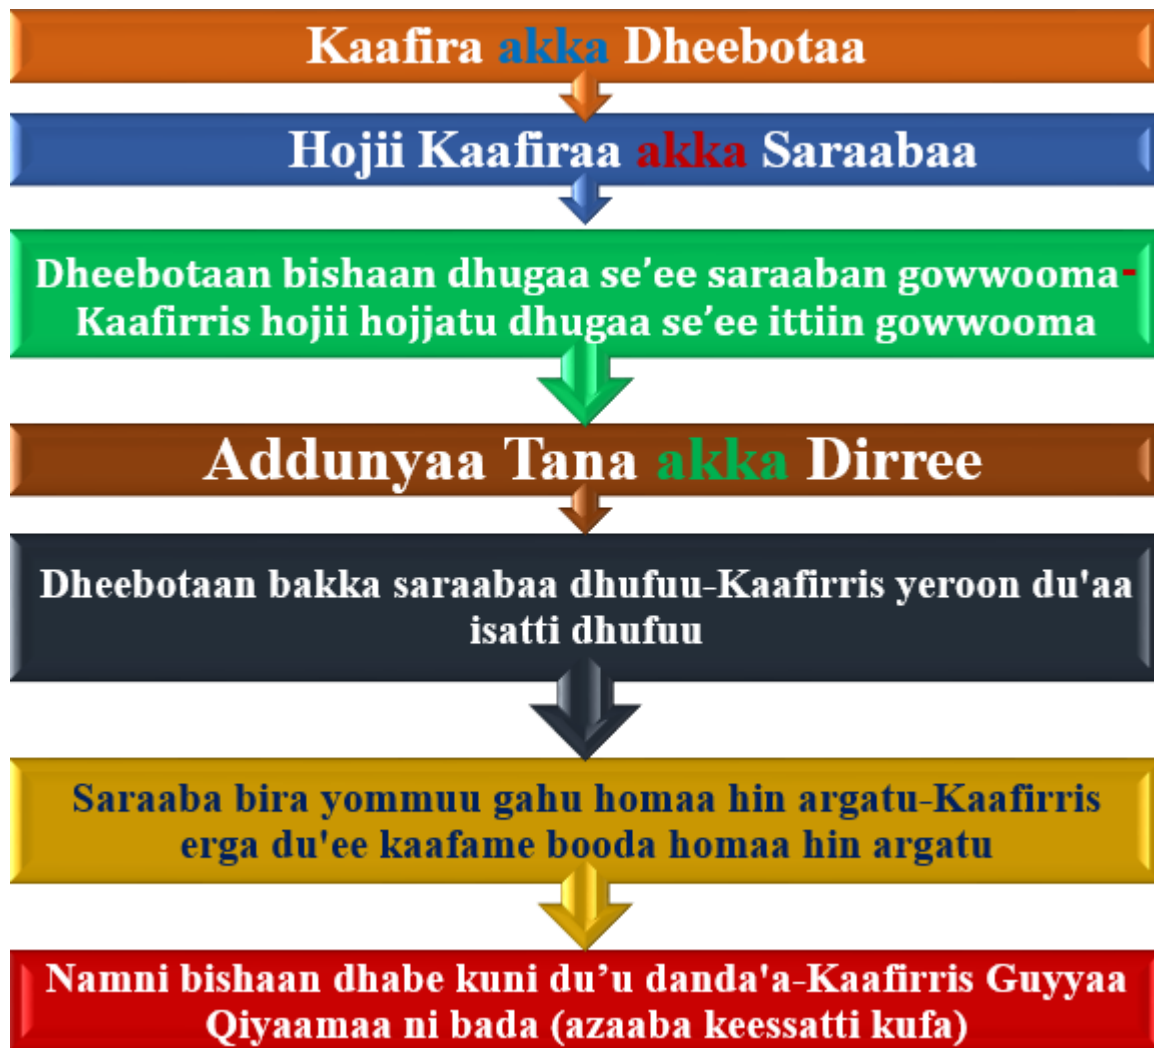 Kaafira akka Dheebotaa
Hojii Kaafiraa akka Saraabaa
Dheebotaan bishaan dhugaa se’ee saraaban gowwooma-
Kaafirris hojii hojjatu dhugaa se’ee ittiin gowwooma
Addunyaa Tana akka Dirree
Dheebotaan bakka saraabaa dhufuu-Kaafirris yeroon du'aa
isatti dhufuu
Saraaba bira yommuu gahu homaa hin argatu-Kaafirris
erga du'ee kaafame booda homaa hin argatu
Namni bishaan dhabe kuni du’u danda'a-Kaafirris Guyyaa
Qiyaamaa ni bada (azaaba keessatti kufa)